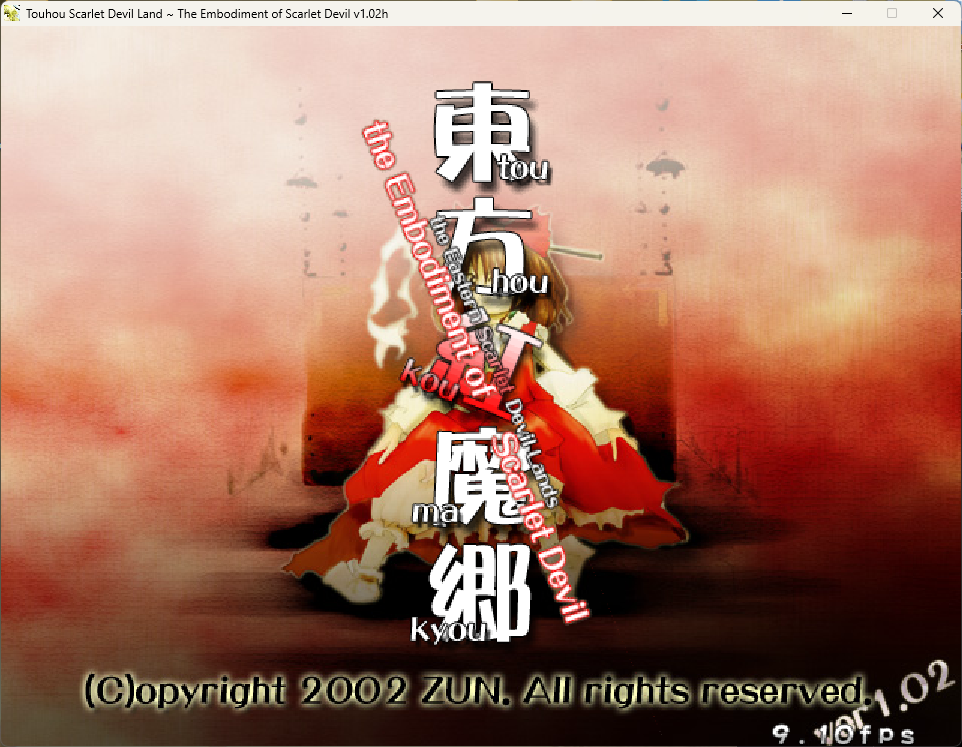 Touhou Scarlet Devil Land ~ The Embodiment of Scarlet Devil v1.02h
東
tou
方
hou
紅
kou
魔
ma
郷
kyou
the Embodiment of Scarlet Devil
the Eastern Scarlet Devil Lands
(C)opyright 2002 ZUN. All rights reserved.
ver1.02
9.10fps